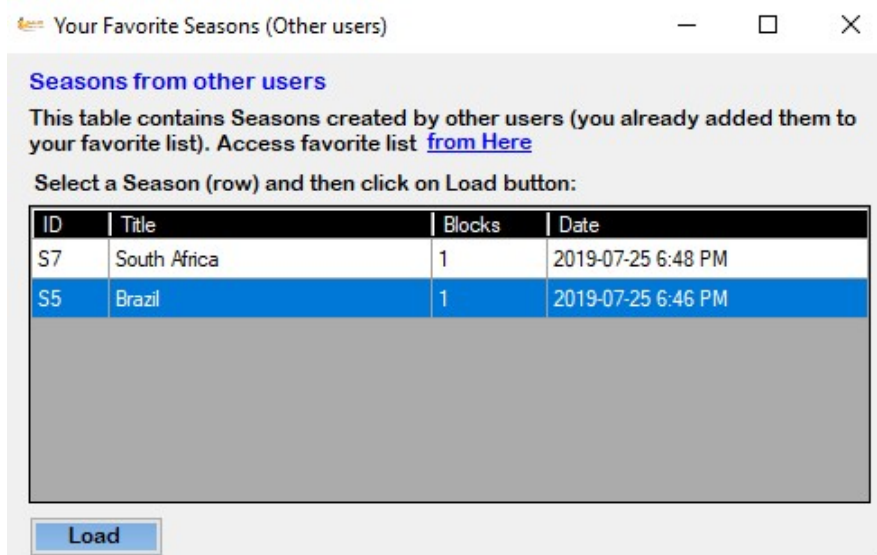 Your Favorite Seasons (Other users)
Seasons from other users
This table contains Seasons created by other users (you already added them to
your favorite list). Access favorite list from Here
Select a Season (row) and then click on Load button:
ID Title Blocks Date
S7 South Africa 1 2019-07-25 6:48 PM
S5 Brazil 1 2019-07-25 6:46 PM
Load